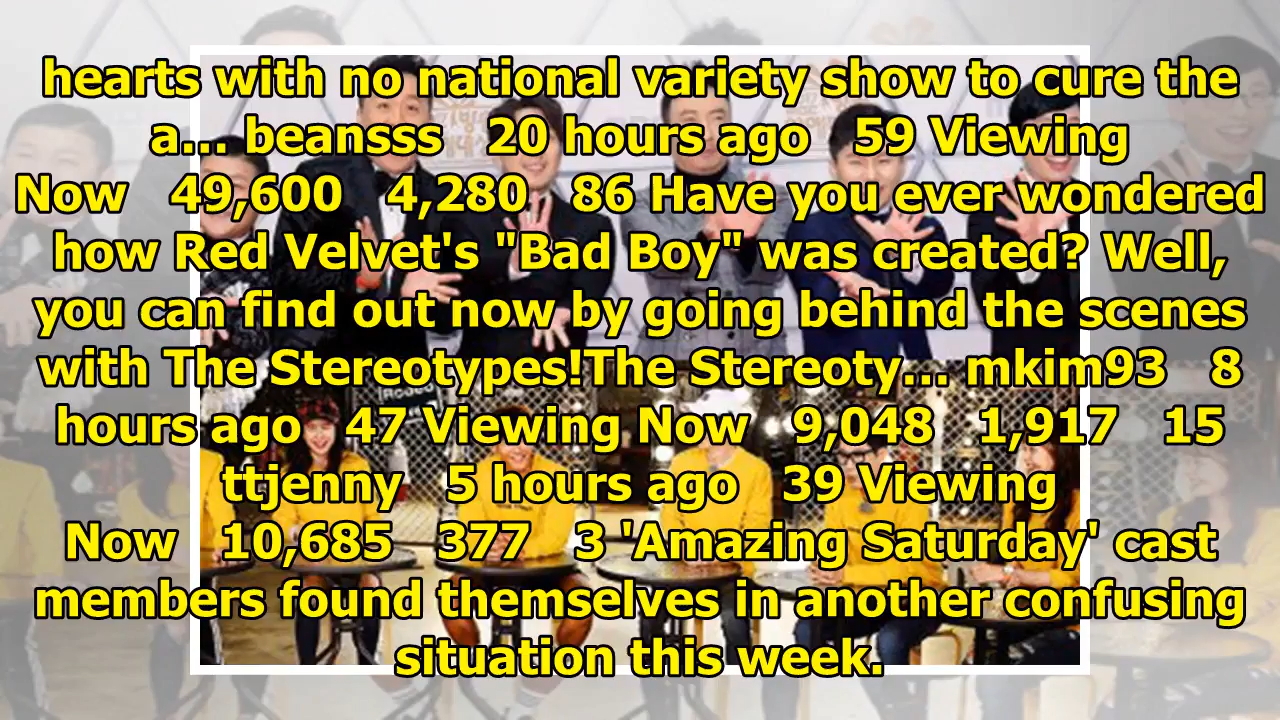 hearts with no national variety show to cure the
a... beansss 20 hours ago 59 Viewing
Now 49,600 4,280 86 Have you ever wondered
how Red Velvet's "Bad Boy" was created? Well,
you can find out now by going behind the scenes
with The Stereotypes!The Stereoty... mkim93 8
hours ago 47 Viewing Now 9,048 1,917 15
ttjenny 5 hours ago 39 Viewing
Now 10,685 377 3 'Amazing Saturday' cast
members found themselves in another confusing
situation this week.